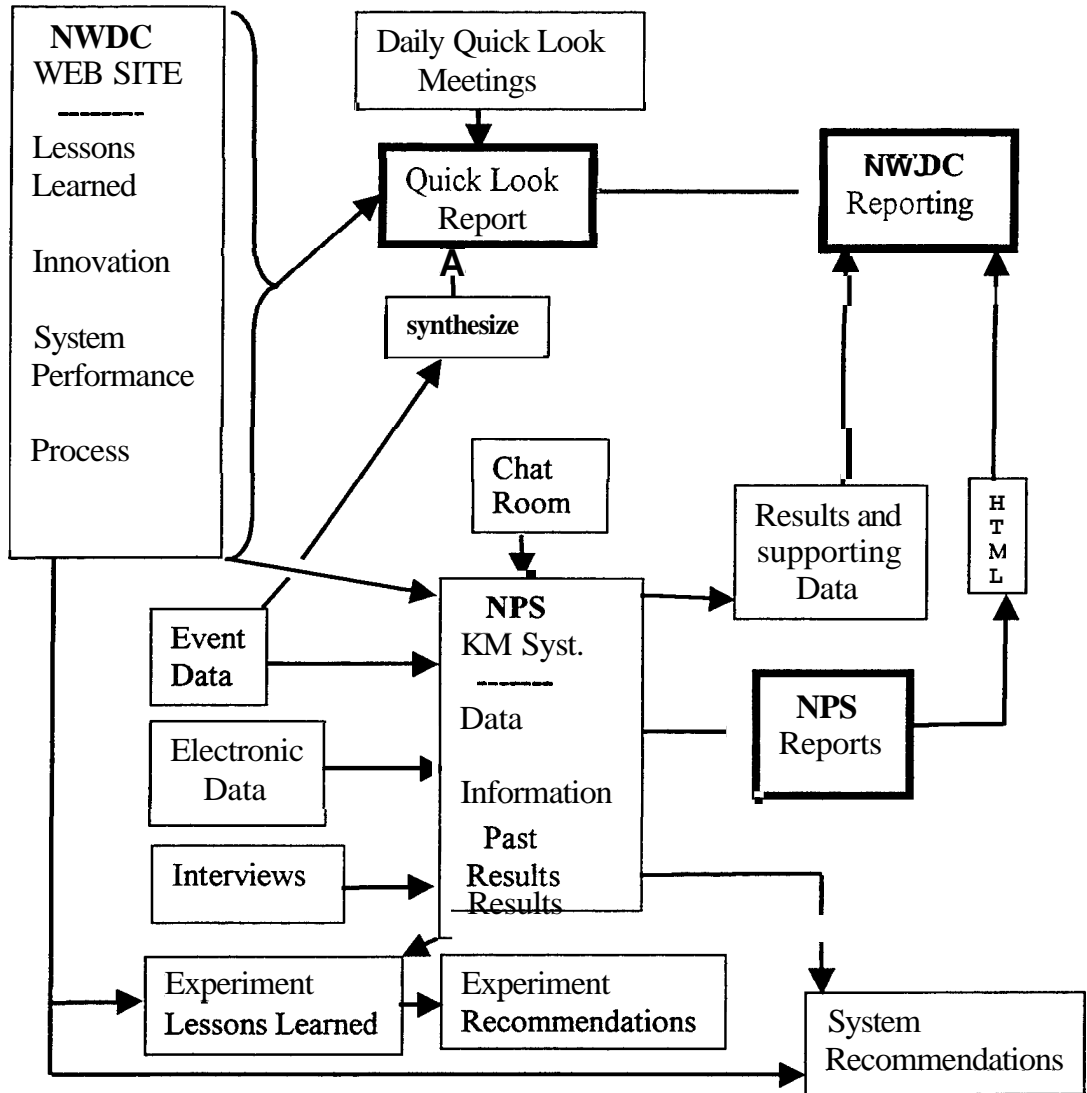 NWDC
WEB SITE
Lessons
Learned
Innovation
System
Performance
Process
Daily Quick Look
Meetings
Quick Look
Report
synthesize
NW.DC
Reporting
Chat
Room
Results and
supporting
Data
H
T
M
L
Event
Data
Electronic
Data
Interviews
NPS
KM Syst.
Data
Information
Past
Results
Results
NPS
Reports
Experiment
Lessons Learned
Experiment
Recommendations
System
Recommendations